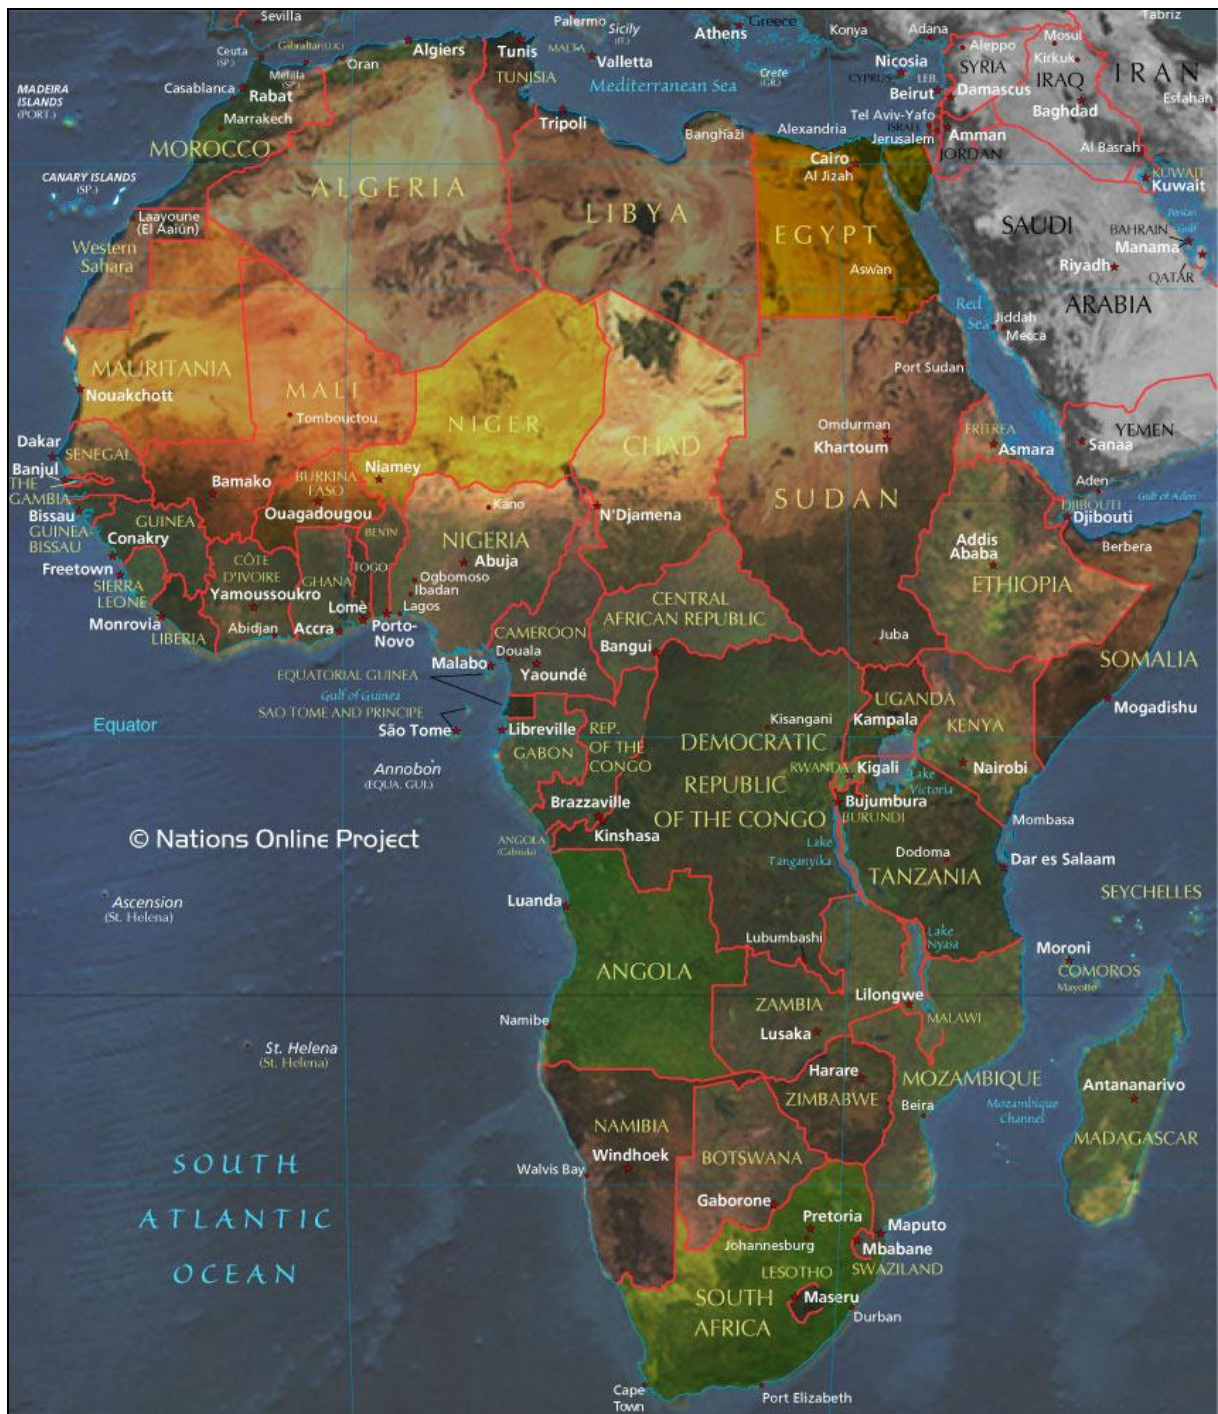 Sevilla
Palermo
Sicily
(IT.)
Athens
Greece
Konya
Adana
Tabriz
Ceuta
(SP.)
Gibraltar(U.K.)
Algiers
Tunis
MALTA
Valletta
Crete
(GR.)
Nicosia
CYPRUS
LEB.
Aleppo
Mosul
Kirkuk
SYRIA
IRAQ
IRAN
Esfahan
Oran
Melilla
(SP.)
TUNISIA
Mediterranean Sea
Beirut
Damascus
Baghdad
MADEIRA
ISLANDS
(PORT.)
Casablanca
Rabat
Marrakech
Tripoli
Banghazi
Alexandria
Tel Aviv-Yafo
ISRAEL
Jerusalem
Amman
JORDAN
Al Basrah
MOROCCO
Cairo
Al Jizah
KUWAIT
Kuwait
CANARY ISLANDS
(SP.)
ALGERIA
LIBYA
EGYPT
SAUDI
ARABIA
Persian
Gulf
BAHRAIN
Manama
Riyadh
QATAR
Laayoune
(El Aaiún)
Western
Sahara
Aswan
Red
Sea
Jiddah
Mecca
MAURITANIA
Nouakchott
MALI
Tombouctou
NIGER
CHAD
Port Sudan
Omdurman
Khartoum
ERITREA
Asmara
YEMEN
Sanaa
Dakar
SENEGAL
Banjul
THE
GAMBIA
Bamako
BURKINA
FASO
Niamey
Ouagadougou
Kano
N'Djamena
SUDAN
Aden
DJIBOUTI
Gulf of Aden
Djibouti
Bissau
GUINEA-
BISSAU
GUINEA
Conakry
BENIN
NIGERIA
Abuja
Addis
Ababa
Berbera
Freetown
SIERRA
LEONE
CÔTE
D'IVOIRE
Yamoussoukro
GHANA
TOGO
Ogbomoso
Ibadan
Lagos
ETHIOPIA
Monrovia
LIBERIA
Abidjan
Accra
Lomè
Porto-
Novo
CENTRAL
AFRICAN REPUBLIC
CAMEROON
Douala
Bangui
Juba
Malabo
Yaoundé
SOMALIA
EQUATORIAL GUINEA
Gulf of Guinea
SAO TOME AND PRINCIPE
São Tome
Libreville
GABON
REP.
OF THE
CONGO
Kisangani
UGANDA
Kampala
KENYA
Mogadishu
Equator
DEMOCRATIC
REPUBLIC
OF THE CONGO
RWANDA
Kigali
Nairobi
Lake
Victoria
Annobón
(EQUA. GUI.)
Brazzaville
Kinshasa
Bujumbura
BURUNDI
Mombasa
© Nations Online Project
ANGOLA
(Cabinda)
Lake
Tanganyika
Dodoma
Dar es Salaam
TANZANIA
SEYCHELLES
Ascension
(St. Helena)
Luanda
Lubumbashi
Lake
Nyasa
Moroni
COMOROS
Mayotte
ANGOLA
ZAMBIA
Lilongwe
MALAWI
Namibe
Lusaka
St. Helena
(St. Helena)
Harare
ZIMBABWE
MOZAMBIQUE
Beira
Mozambique
Channel
Antananarivo
MADAGASCAR
NAMIBIA
Windhoek
BOTSWANA
Walvis Bay
SOUTH
ATLANTIC
OCEAN
Gaborone
Pretoria
Johannesburg
Maputo
Mbabane
SWAZILAND
LESOTHO
Maseru
SOUTH
AFRICA
Durban
Cape
Town
Port Elizabeth